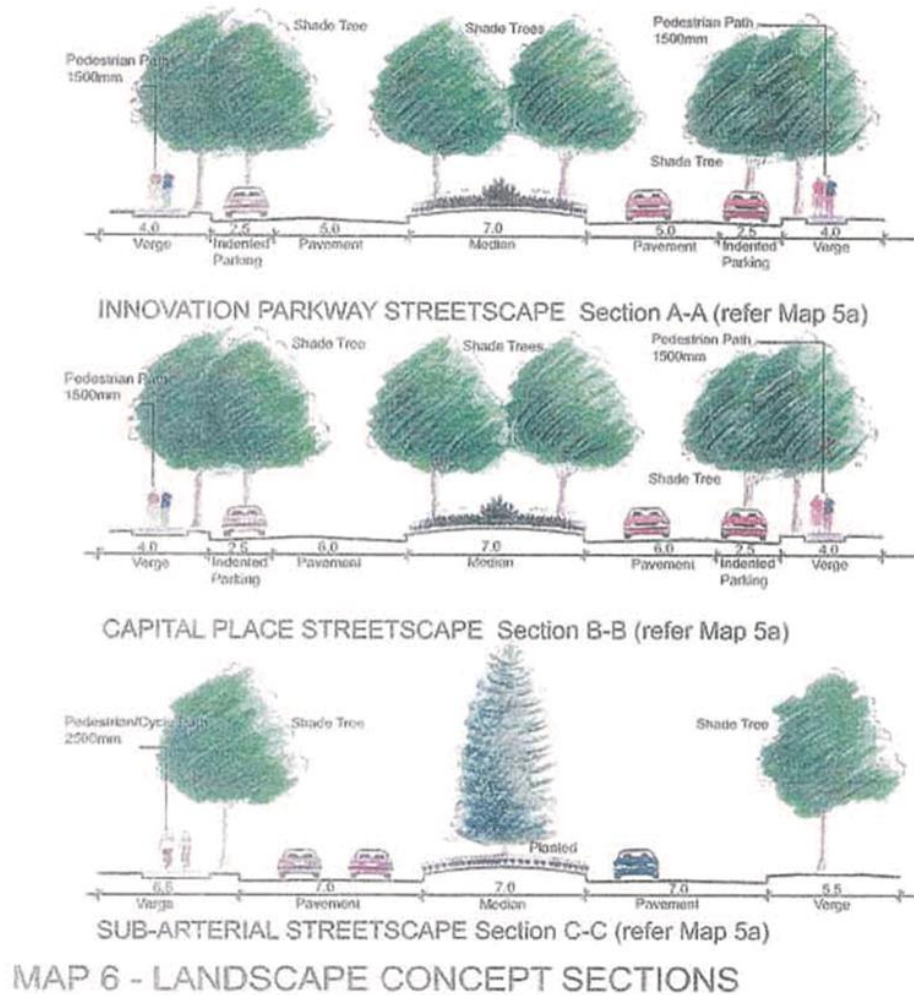 Shade Tree
Shade Trees
Pedestrian Path
1500mm
Pedestrian Path
1500mm
Shade Tree
4.0 2.5 5.0 7.0 5.0 2.5 4.0
Verge Indented Parking Pavement Median Pavement Indented Parking Verge
INNOVATION PARKWAY STREETSCAPE Section A-A (refer Map 5a)
Shade Tree
Shade Trees
Pedestrian Path
1500mm
Pedestrian Path
1500mm
Shade Tree
4.0 2.5 6.0 7.0 6.0 2.5 4.0
Verge Indented Parking Pavement Median Pavement Indented Parking Verge
CAPITAL PLACE STREETSCAPE Section B-B (refer Map 5a)
Pedestrian/Cycle Path
2500mm
Shade Tree
Shade Tree
Planted
6.5 7.0 7.0 7.0 5.5
Verge Pavement Median Pavement Verge
SUB-ARTERIAL STREETSCAPE Section C-C (refer Map 5a)
MAP 6 - LANDSCAPE CONCEPT SECTIONS